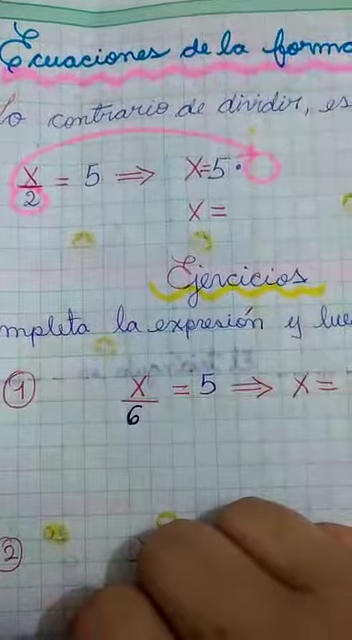 Ecuaciones de la forma
lo contrario de dividir, es
x/2 = 5 ⇒ x=5·
x =
Ejercicios
mpleta la expresión y lue
1 x/6 = 5 ⇒ x =
2